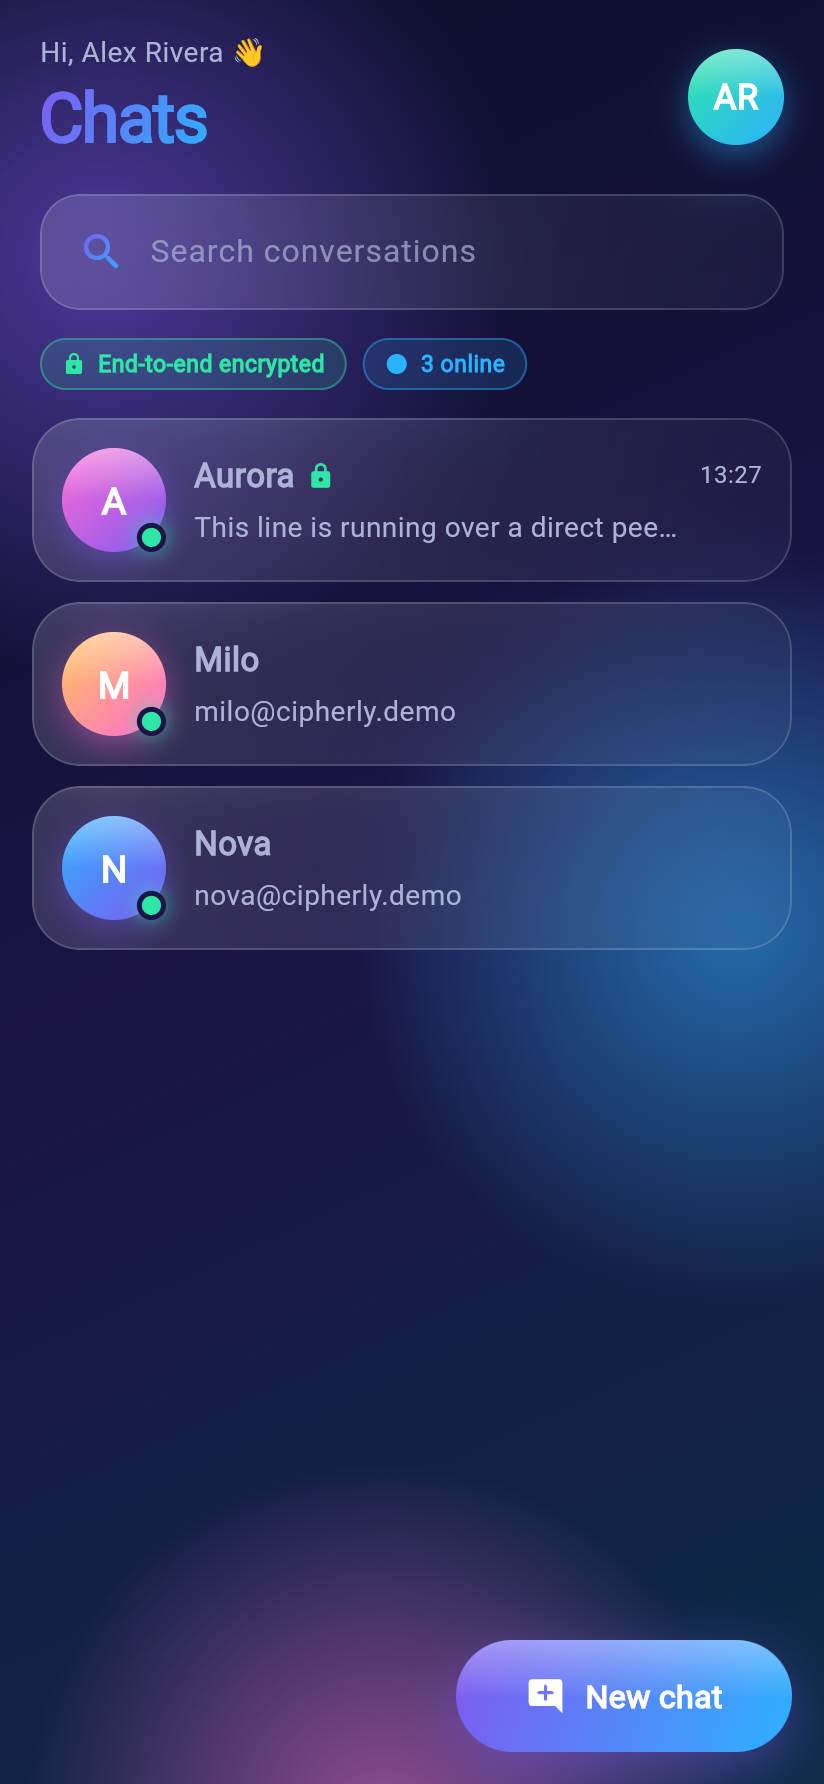 Hi, Alex Rivera 👋
Chats
AR
Search conversations
End-to-end encrypted
3 online
A
Aurora
13:27
This line is running over a direct pee...
M
Milo
milo@cipherly.demo
N
Nova
nova@cipherly.demo
New chat